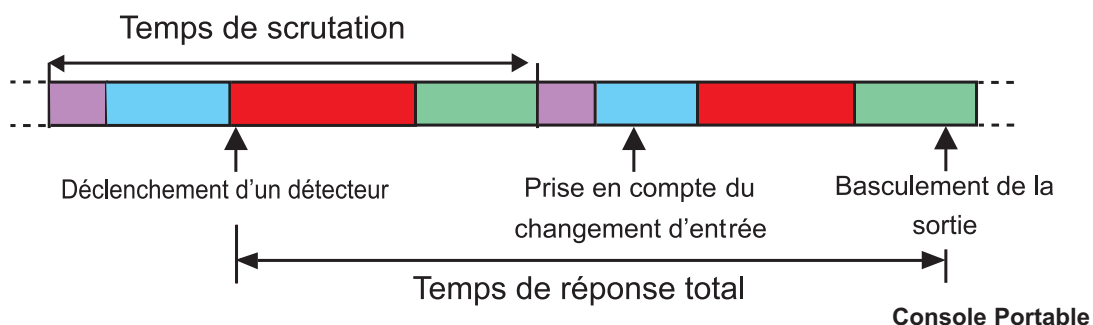 Temps de scrutation
Déclenchement d'un détecteur
Prise en compte du
changement d'entrée
Basculement de la
sortie
Temps de réponse total
Console Portable